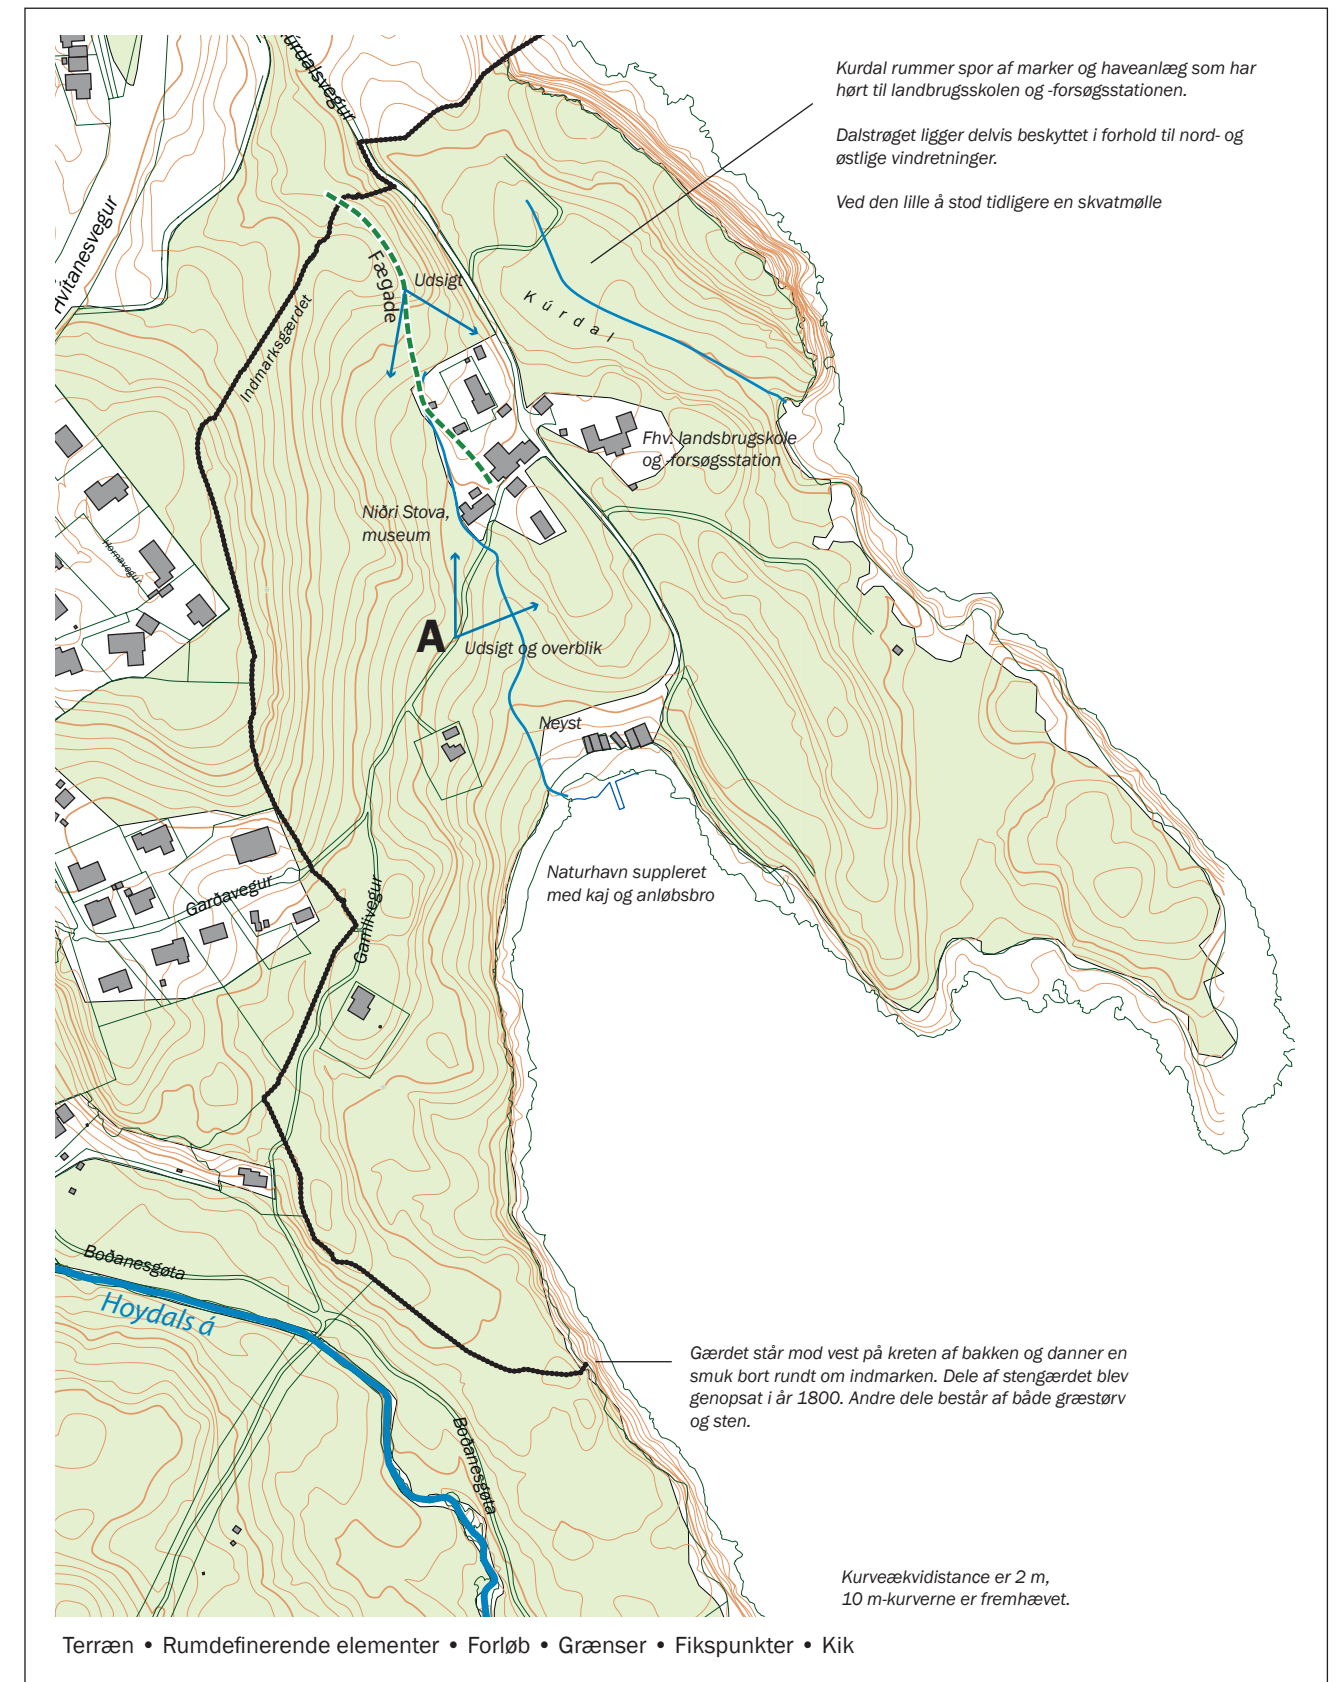 Kúrdalsvegur
Kurdal rummer spor af marker og haveanlæg som har
hørt til landbrugsskolen og -forsøgsstationen.
Dalstrøget ligger delvis beskyttet i forhold til nord- og
østlige vindretninger.
Ved den lille å stod tidligere en skvatmølle
Hvítanesvegur
Fægade
Udsigt
Kúrdal
Indmarksgærdet
Fhv. landsbrugskole
og -forsøgsstation
Niðri Stova,
museum
Hornavegur
A
Udsigt og overblik
Neyst
Naturhavn suppleret
med kaj og anløbsbro
Garðavegur
Gamlivegur
Boðanesgøta
Hoydals á
Gærdet står mod vest på kreten af bakken og danner en
smuk bort rundt om indmarken. Dele af stengærdet blev
genopsat i år 1800. Andre dele består af både græstørv
og sten.
Boðanesgøta
Kurveækvidistance er 2 m,
10 m-kurverne er fremhævet.
Terræn • Rumdefinerende elementer • Forløb • Grænser • Fikspunkter • Kik